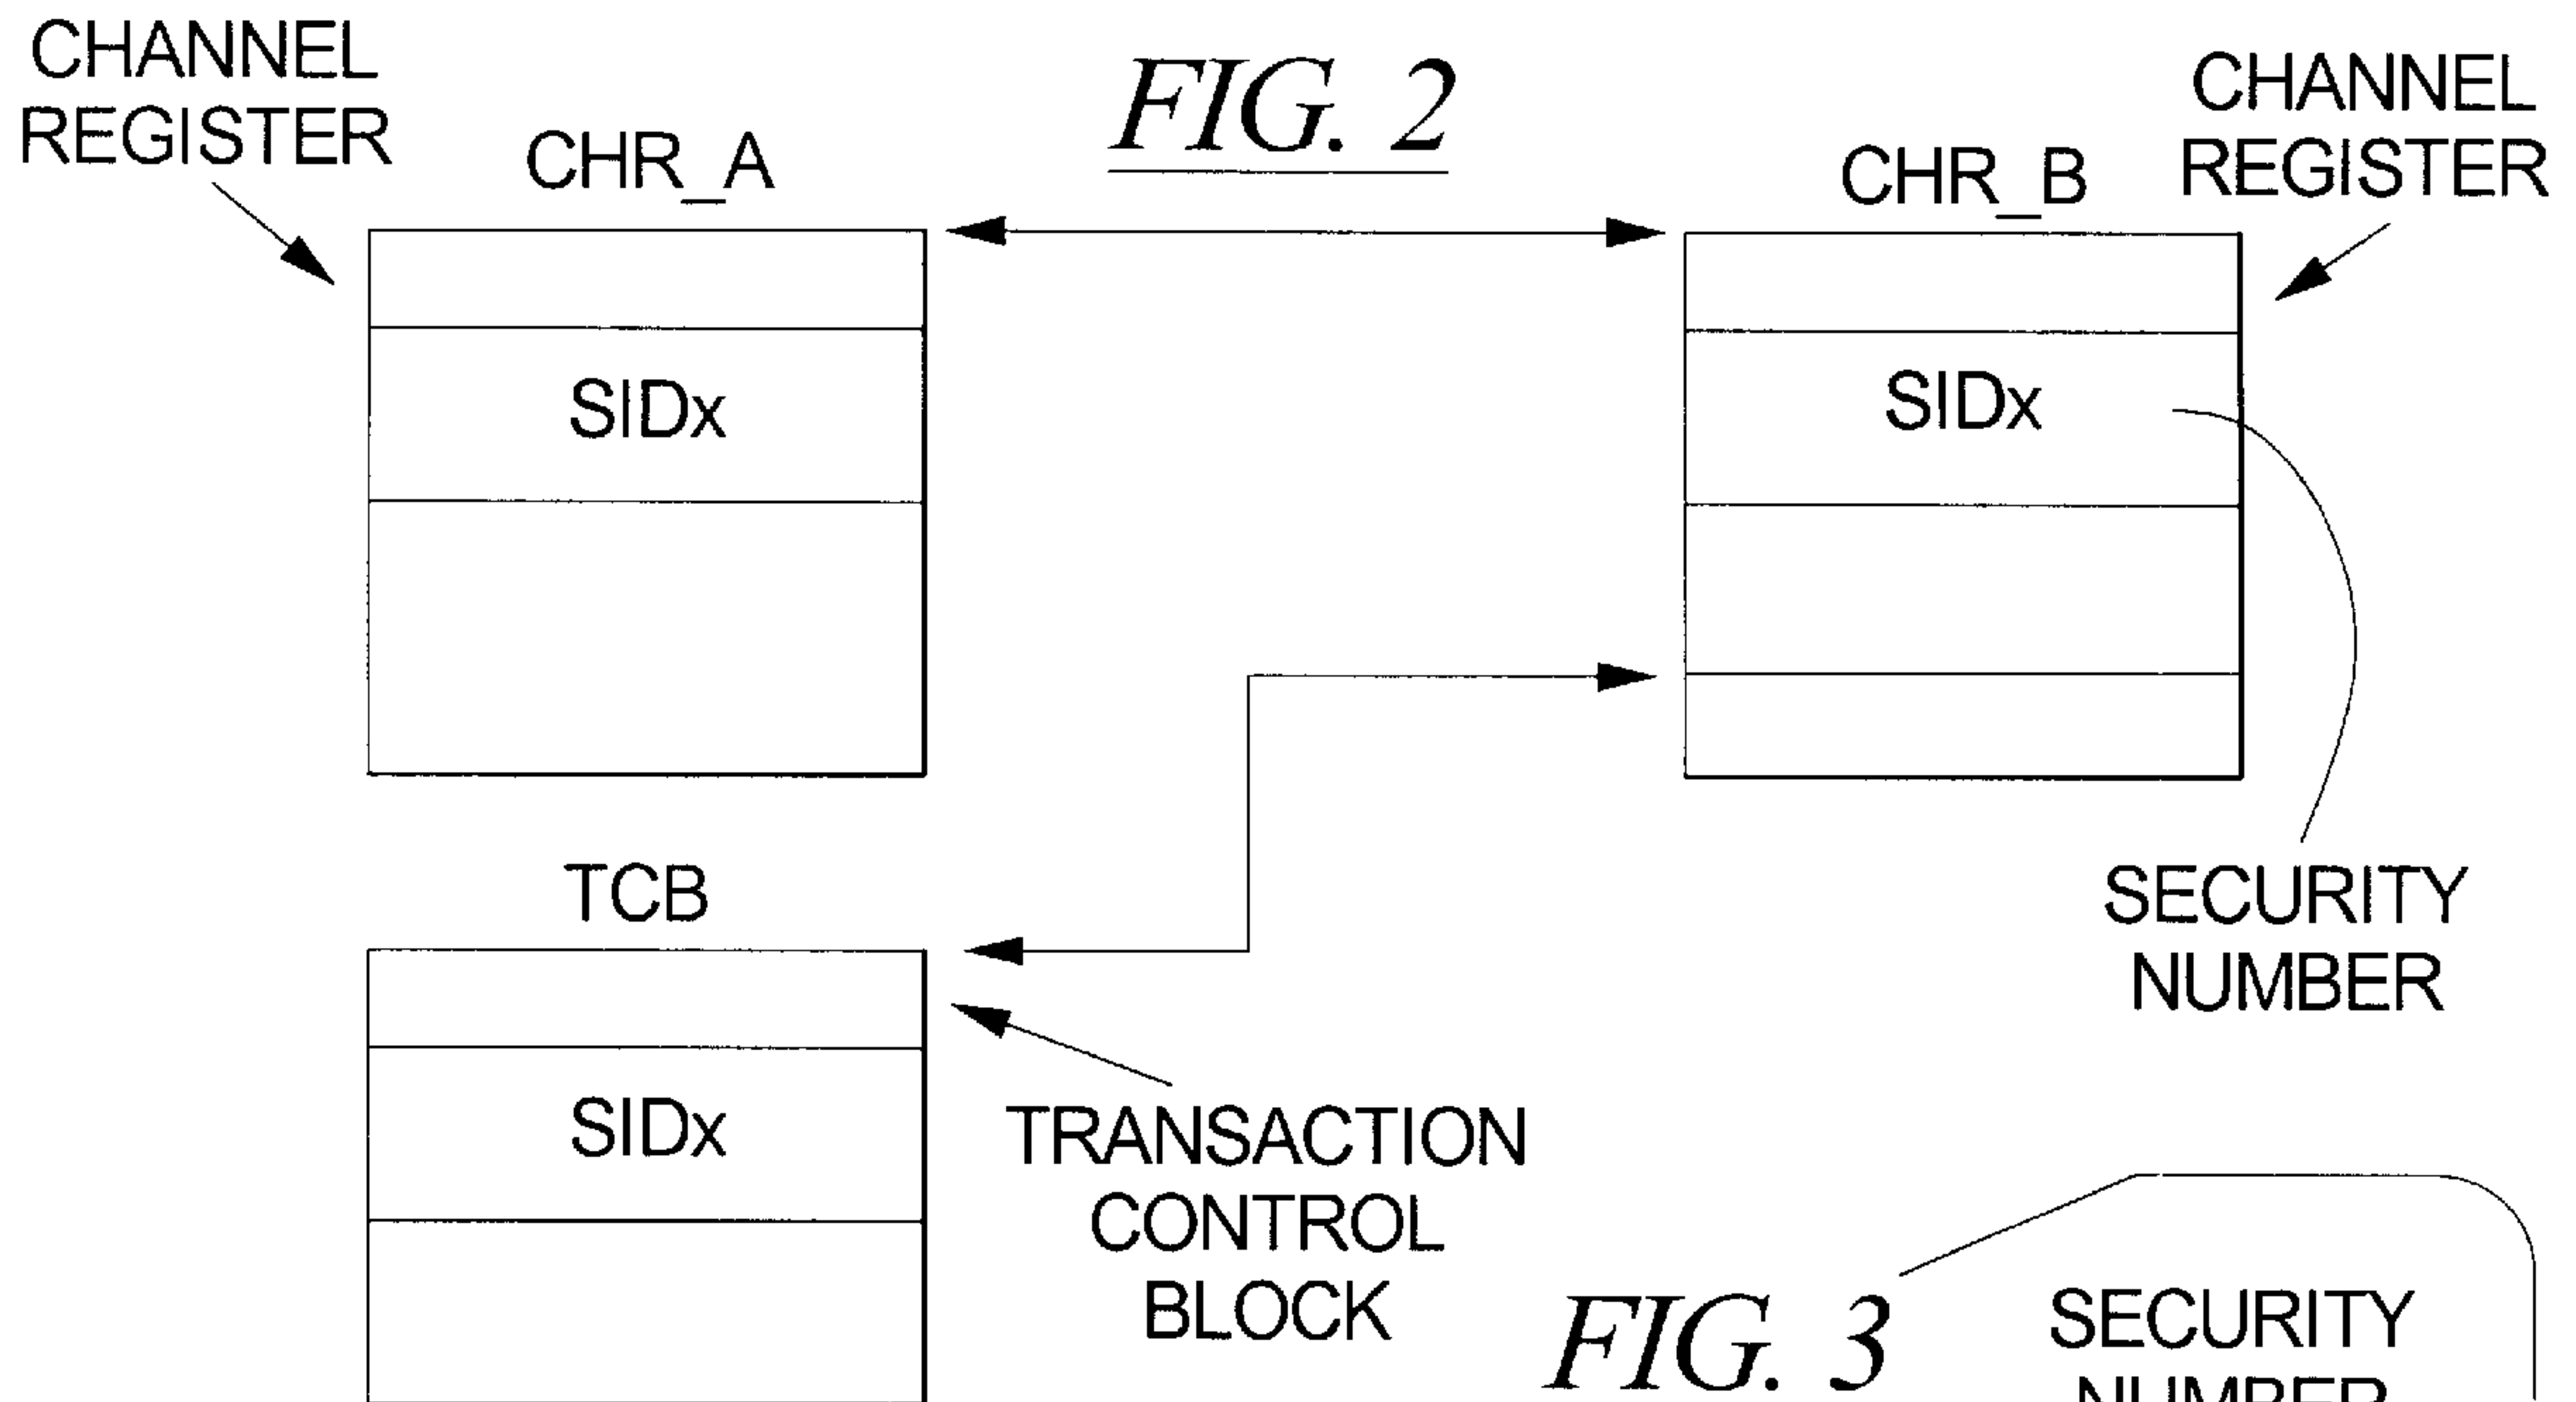 CHANNEL
REGISTER
CHR_A
FIG. 2
CHR_B
CHANNEL
REGISTER
SIDx
SIDx
SECURITY
NUMBER
TCB
SIDx
TRANSACTION
CONTROL
BLOCK
FIG. 3
SECURITY
NUMBER